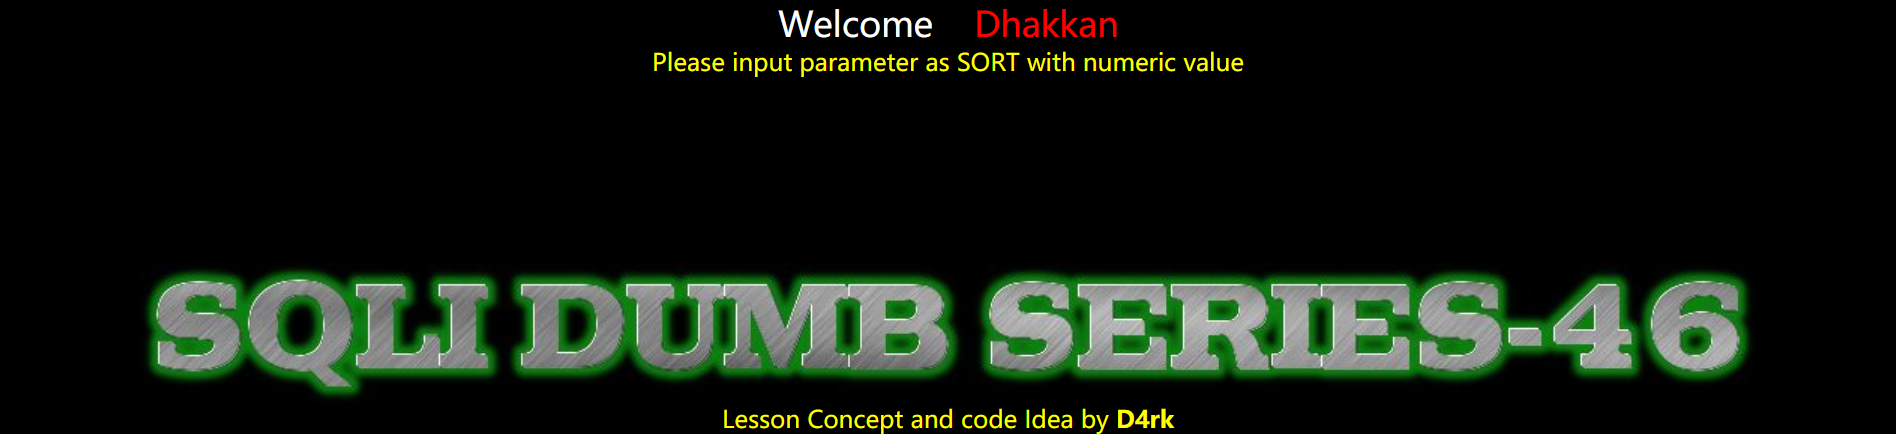 Welcome Dhakkan
Please input parameter as SORT with numeric value
SQLI DUMB SERIES-46
Lesson Concept and code Idea by D4rk